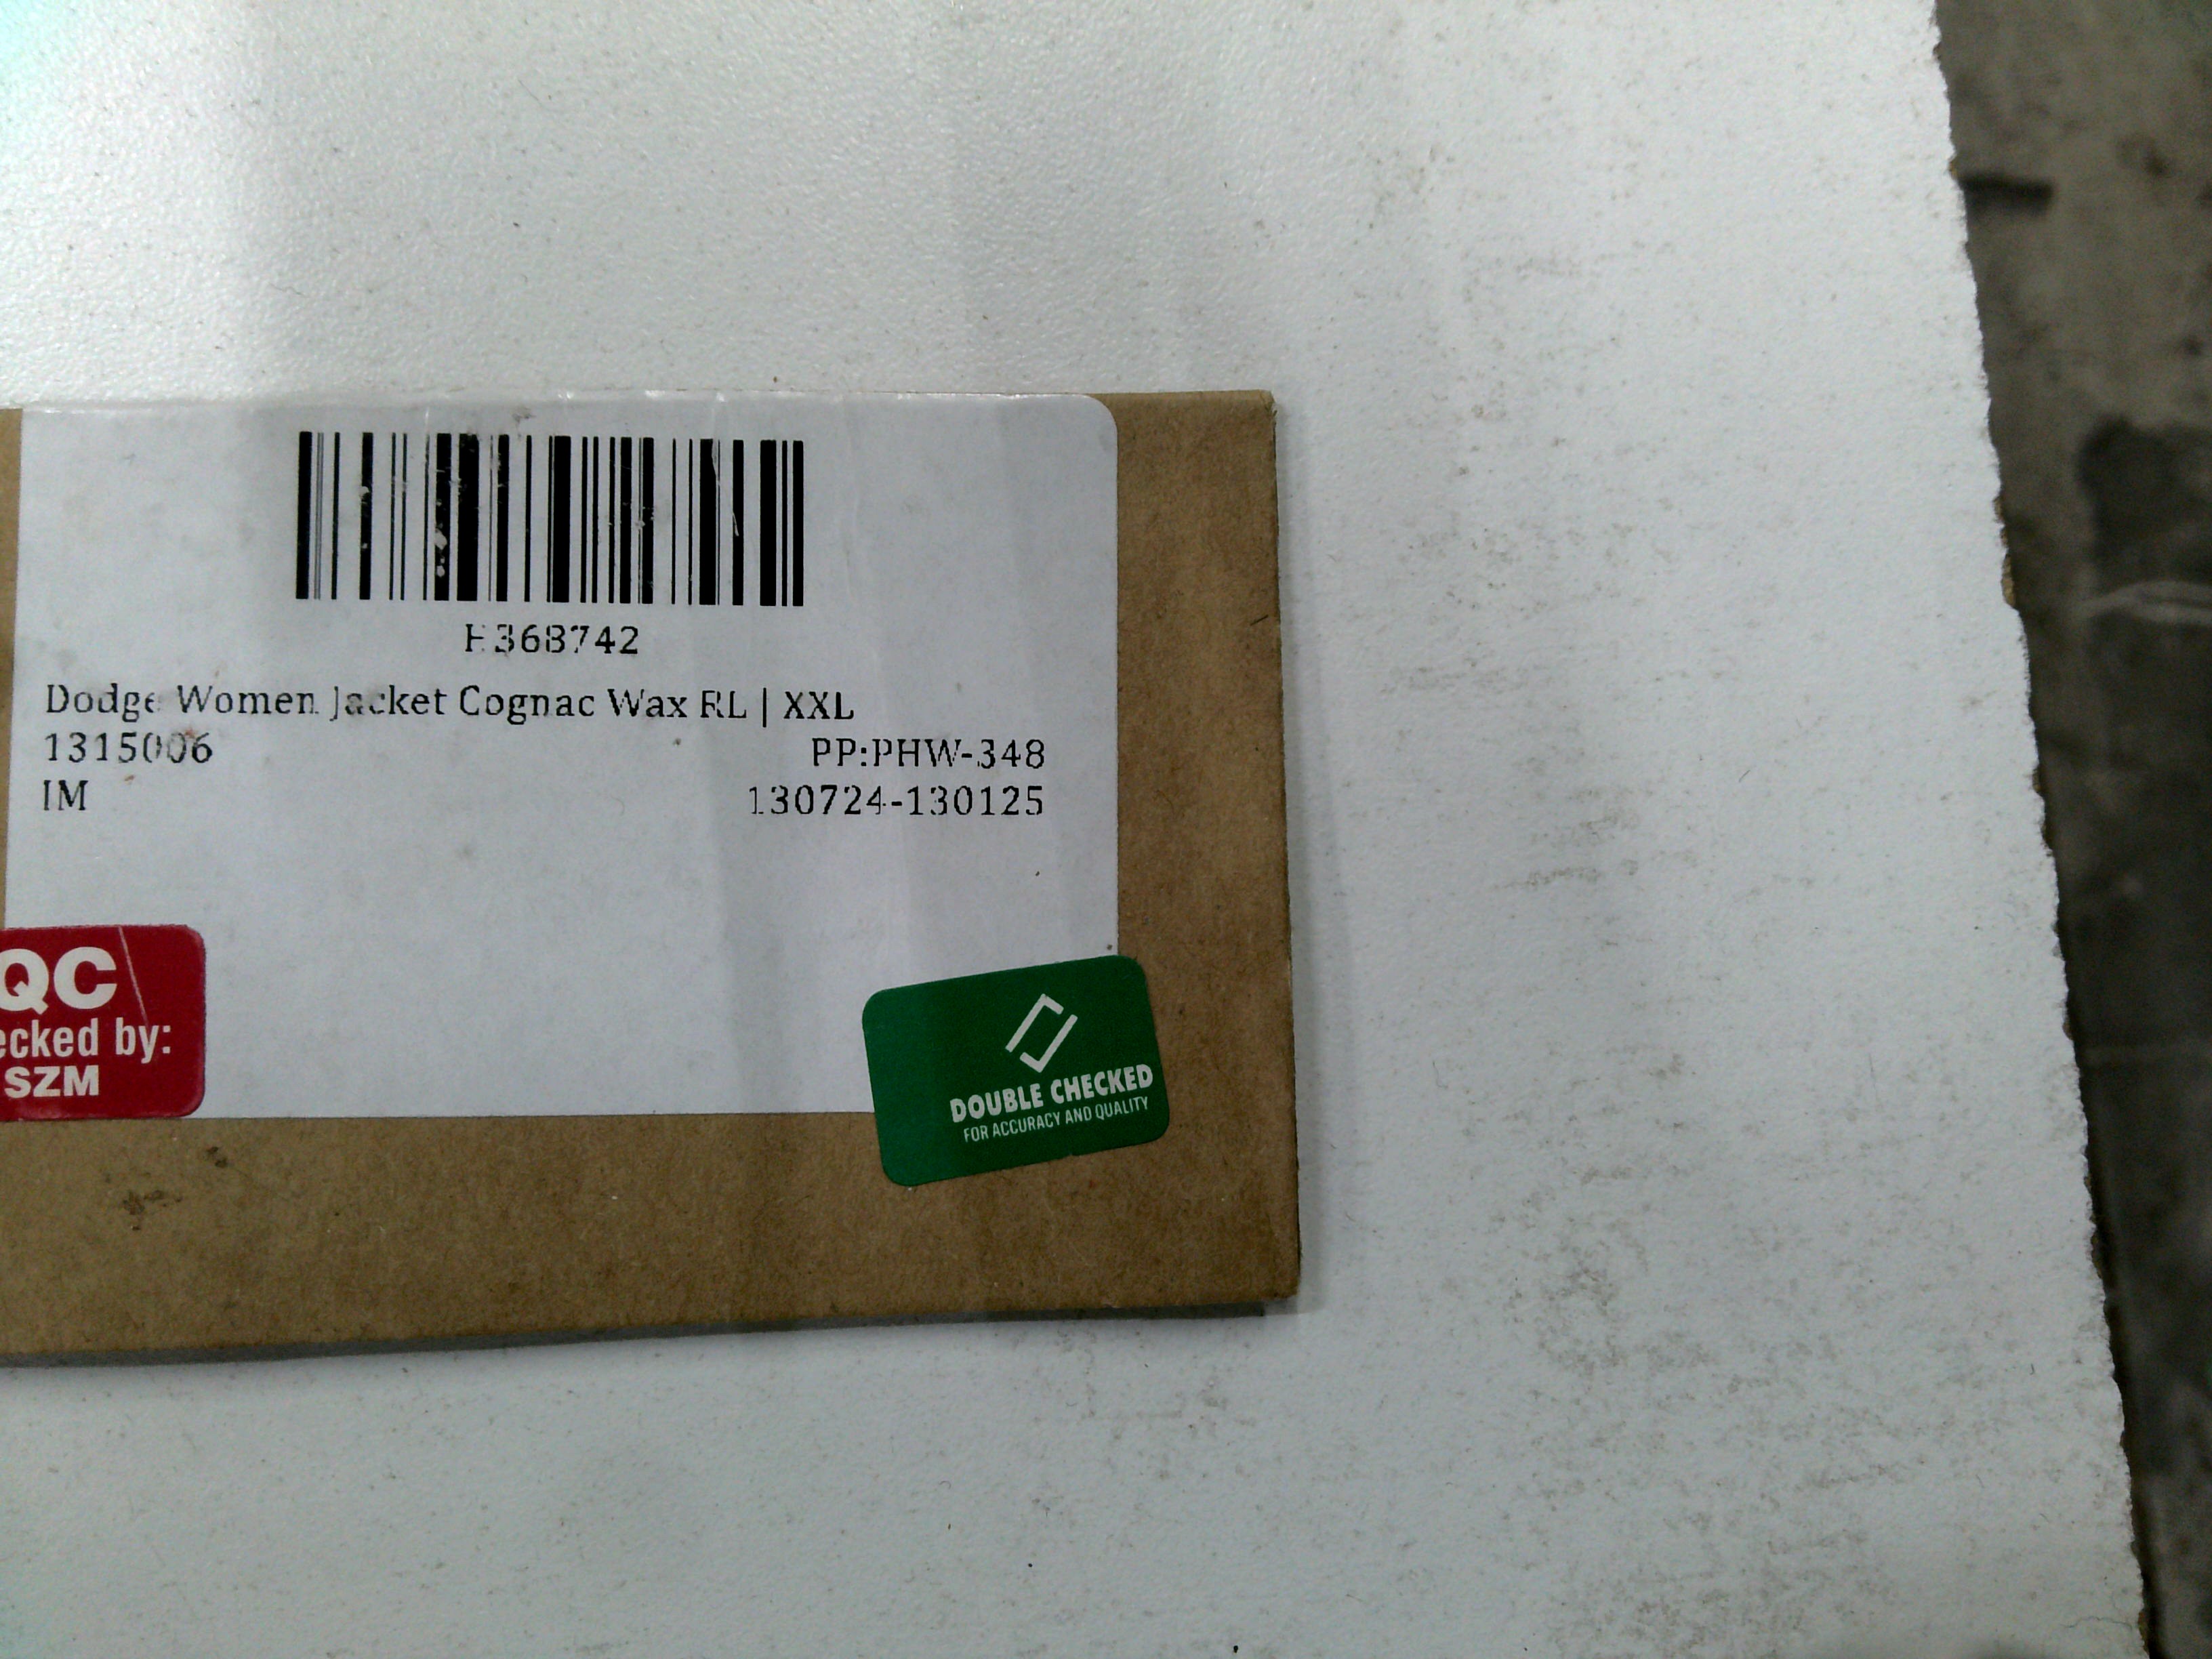 H368742
Dodge Women Jacket Cognac Wax RL | XXL
1315006
PP:PHW-348
IM
130724-130125
QC
ecked by:
SZM
DOUBLE CHECKED
FOR ACCURACY AND QUALITY